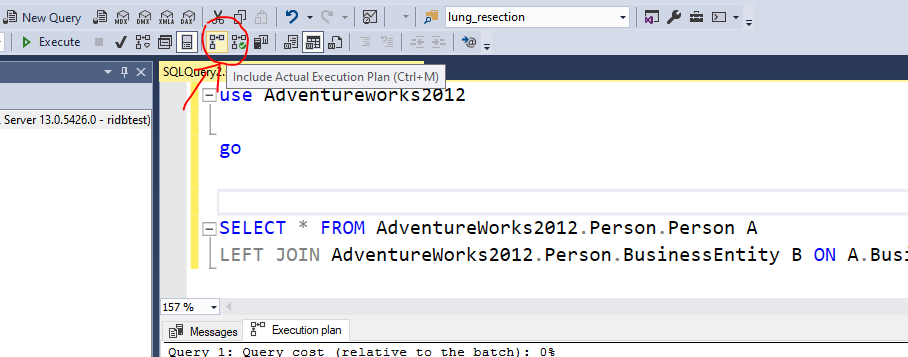 New Query MDX DMX XMLA DAX lung_resection
Execute
SQLQuery2.
Include Actual Execution Plan (Ctrl+M)
use AdventureWorks2012
Server 13.0.5426.0 - ridbtest)
go
SELECT * FROM AdventureWorks2012.Person.Person A
LEFT JOIN AdventureWorks2012.Person.BusinessEntity B ON A.Busi
157 %
Messages Execution plan
Query 1: Query cost (relative to the batch): 0%